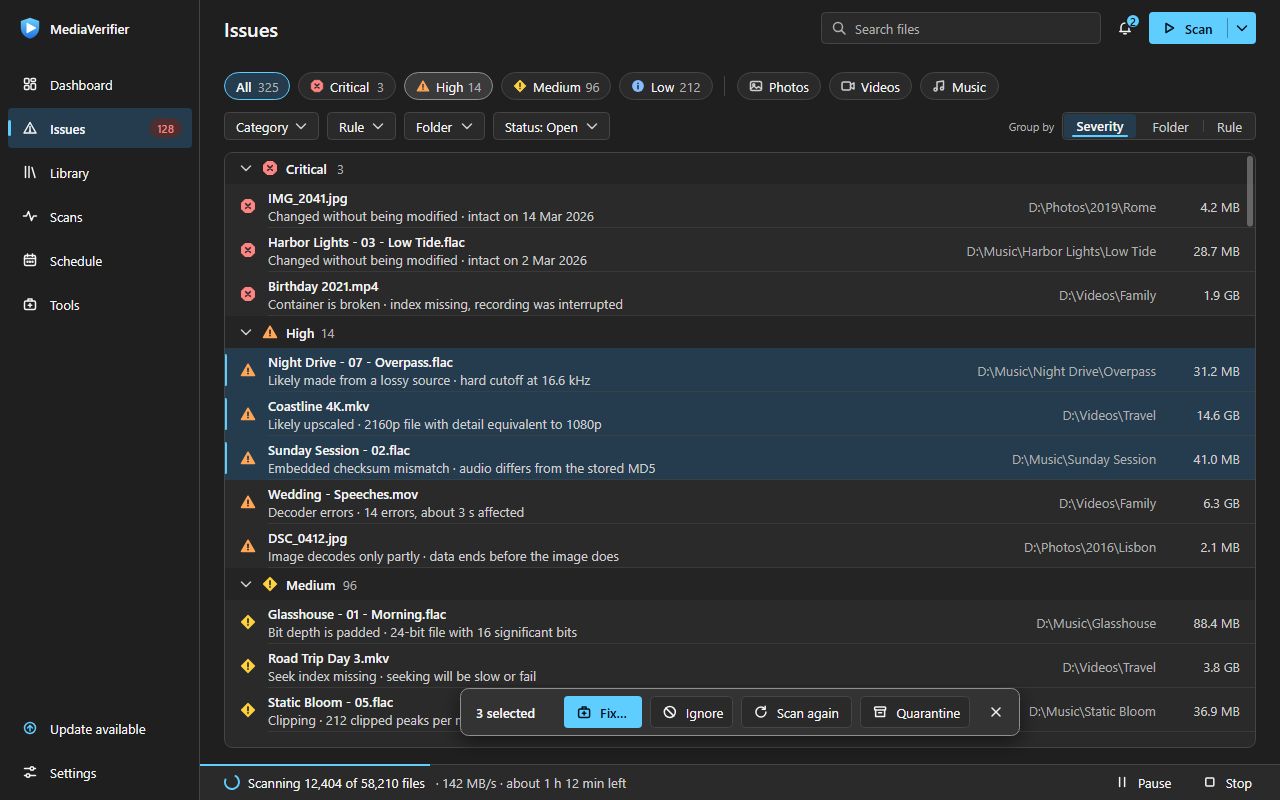 MediaVerifier
Dashboard
Issues 128
Library
Scans
Schedule
Tools
Update available
Settings
Issues
Search files
2
Scan
All 325
Critical 3
High 14
Medium 96
Low 212
Photos
Videos
Music
Category
Rule
Folder
Status: Open
Group by
Severity
Folder
Rule
Critical 3
IMG_2041.jpg
Changed without being modified · intact on 14 Mar 2026
D:\Photos\2019\Rome
4.2 MB
Harbor Lights - 03 - Low Tide.flac
Changed without being modified · intact on 2 Mar 2026
D:\Music\Harbor Lights\Low Tide
28.7 MB
Birthday 2021.mp4
Container is broken · index missing, recording was interrupted
D:\Videos\Family
1.9 GB
High 14
Night Drive - 07 - Overpass.flac
Likely made from a lossy source · hard cutoff at 16.6 kHz
D:\Music\Night Drive\Overpass
31.2 MB
Coastline 4K.mkv
Likely upscaled · 2160p file with detail equivalent to 1080p
D:\Videos\Travel
14.6 GB
Sunday Session - 02.flac
Embedded checksum mismatch · audio differs from the stored MD5
D:\Music\Sunday Session
41.0 MB
Wedding - Speeches.mov
Decoder errors · 14 errors, about 3 s affected
D:\Videos\Family
6.3 GB
DSC_0412.jpg
Image decodes only partly · data ends before the image does
D:\Photos\2016\Lisbon
2.1 MB
Medium 96
Glasshouse - 01 - Morning.flac
Bit depth is padded · 24-bit file with 16 significant bits
D:\Music\Glasshouse
88.4 MB
Road Trip Day 3.mkv
Seek index missing · seeking will be slow or fail
D:\Videos\Travel
3.8 GB
Static Bloom - 05.flac
Clipping · 212 clipped peaks per
D:\Music\Static Bloom
36.9 MB
3 selected
Fix...
Ignore
Scan again
Quarantine
Scanning 12,404 of 58,210 files · 142 MB/s · about 1 h 12 min left
Pause
Stop